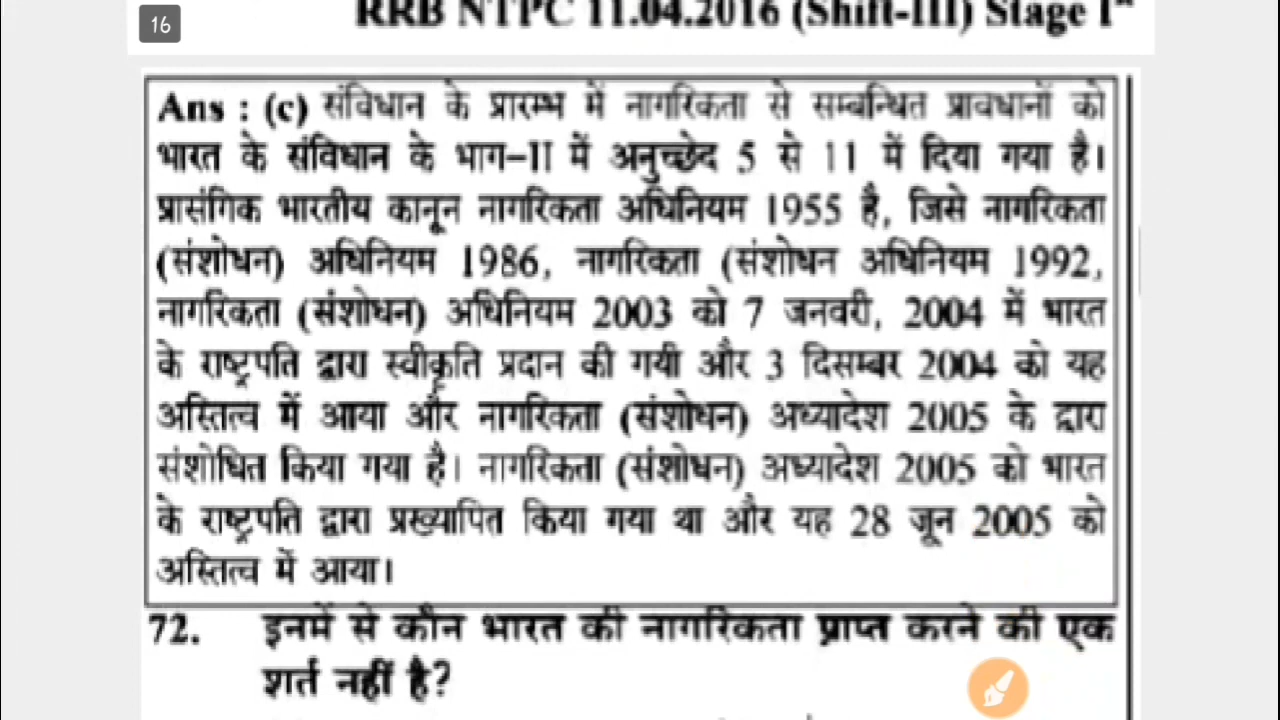 16
RRB NTPC 11.04.2016 (Shift-III) Stage Iˢᵗ
Ans : (c) संविधान के प्रारम्भ में नागरिकता से सम्बन्धित प्रावधानों को
भारत के संविधान के भाग–II में अनुच्छेद 5 से 11 में दिया गया है।
प्रासंगिक भारतीय कानून नागरिकता अधिनियम 1955 है, जिसे नागरिकता
(संशोधन) अधिनियम 1986, नागरिकता (संशोधन अधिनियम 1992,
नागरिकता (संशोधन) अधिनियम 2003 को 7 जनवरी, 2004 में भारत
के राष्ट्रपति द्वारा स्वीकृति प्रदान की गयी और 3 दिसम्बर 2004 को यह
अस्तित्व में आया और नागरिकता (संशोधन) अध्यादेश 2005 के द्वारा
संशोधित किया गया है। नागरिकता (संशोधन) अध्यादेश 2005 को भारत
के राष्ट्रपति द्वारा प्रख्यापित किया गया था और यह 28 जून 2005 को
अस्तित्व में आया।
72. इनमें से कौन भारत की नागरिकता प्राप्त करने की एक
शर्त नहीं है?